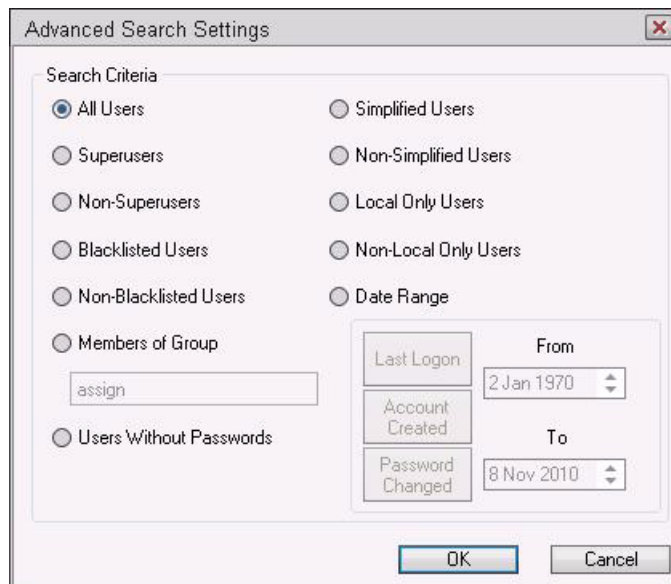 Advanced Search Settings
Search Criteria
All Users
Simplified Users
Superusers
Non-Simplified Users
Non-Superusers
Local Only Users
Blacklisted Users
Non-Local Only Users
Non-Blacklisted Users
Date Range
Members of Group
assign
Users Without Passwords
Last Logon
From
2 Jan 1970
Account
Created
To
Password
Changed
8 Nov 2010
OK
Cancel